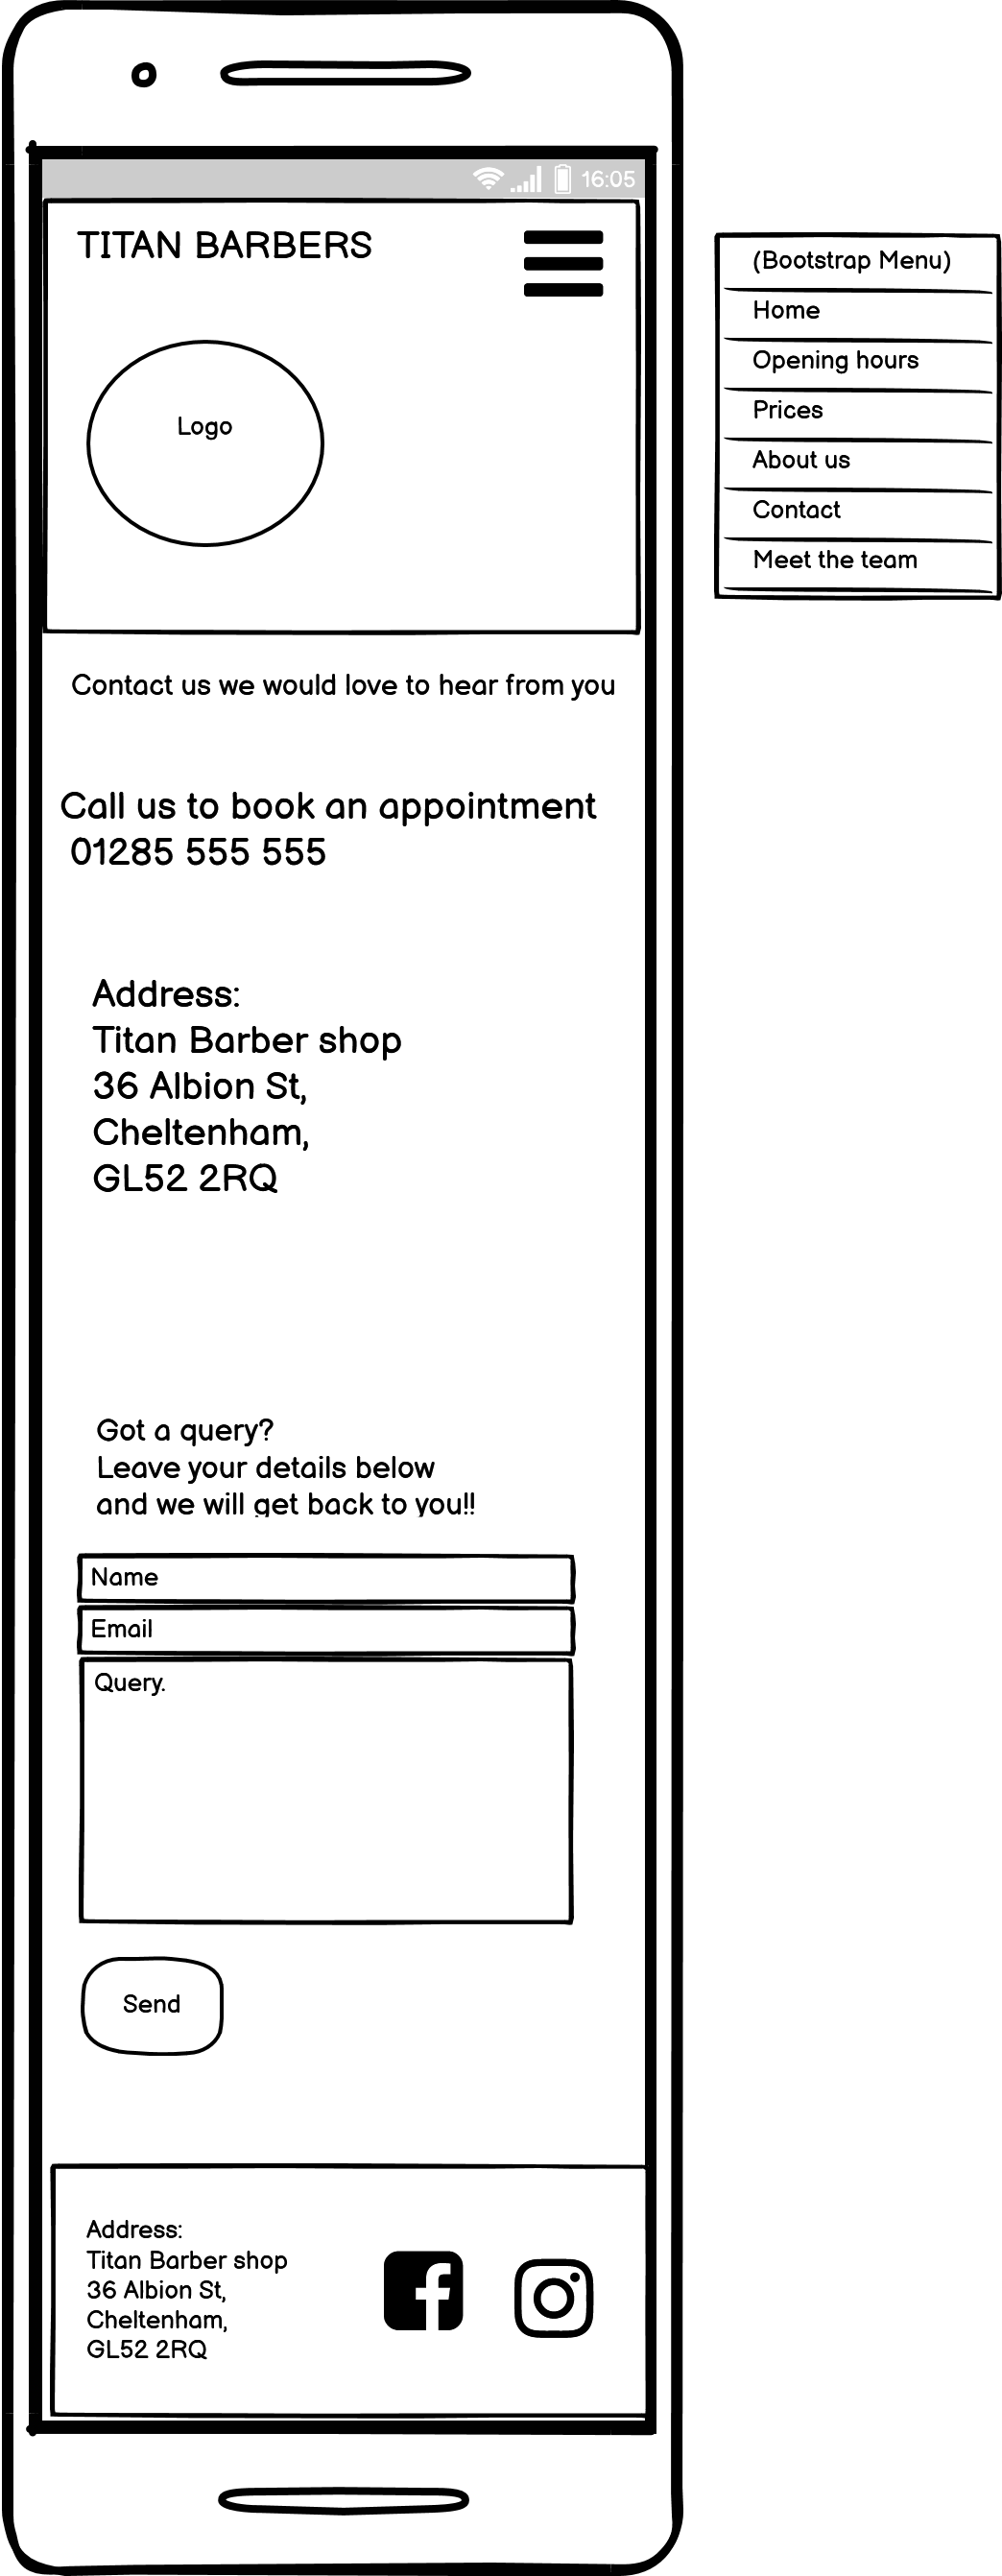 16:05
TITAN BARBERS
Logo
(Bootstrap Menu)
Home
Opening hours
Prices
About us
Contact
Meet the team
Contact us we would love to hear from you
Call us to book an appointment
01285 555 555
Address:
Titan Barber shop
36 Albion St,
Cheltenham,
GL52 2RQ
Got a query?
Leave your details below
and we will get back to you!!
Name
Email
Query.
Send
Address:
Titan Barber shop
36 Albion St,
Cheltenham,
GL52 2RQ